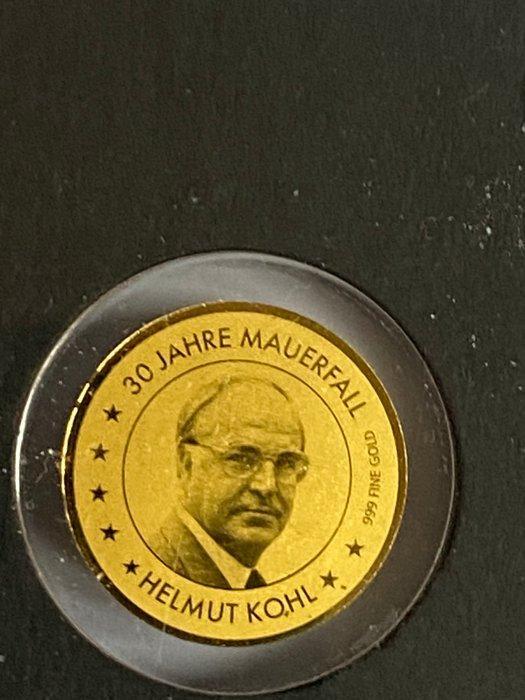 30 JAHRE MAUERFALL
999 FINE GOLD
HELMUT KOHL